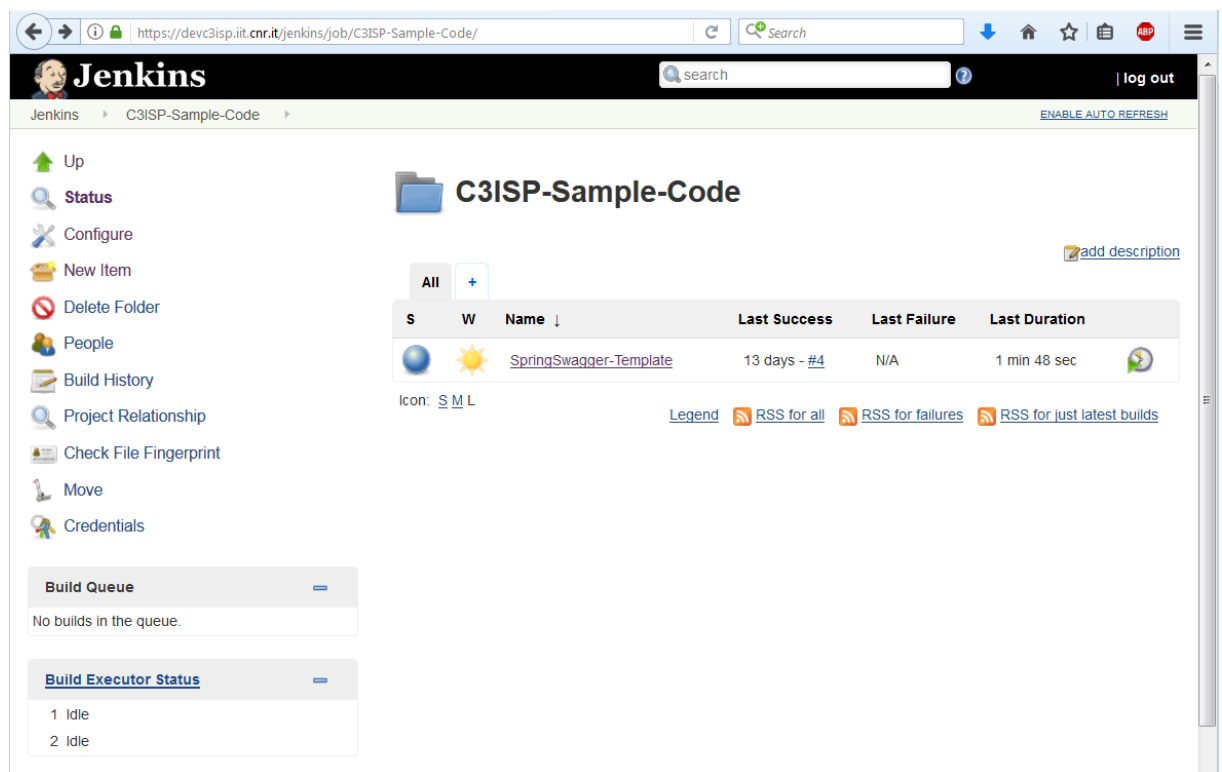 https://devc3isp.iit.cnr.it/jenkins/job/C3ISP-Sample-Code/
Search
ABP
Jenkins
search
?
| log out
Jenkins C3ISP-Sample-Code
ENABLE AUTO REFRESH
Up
Status
Configure
New Item
Delete Folder
People
Build History
Project Relationship
Check File Fingerprint
Move
Credentials
Build Queue
No builds in the queue.
Build Executor Status
1 Idle
2 Idle
C3ISP-Sample-Code
add description
All +
S W Name ↓ Last Success Last Failure Last Duration
SpringSwagger-Template 13 days - #4 N/A 1 min 48 sec
Icon: S M L
Legend RSS for all RSS for failures RSS for just latest builds